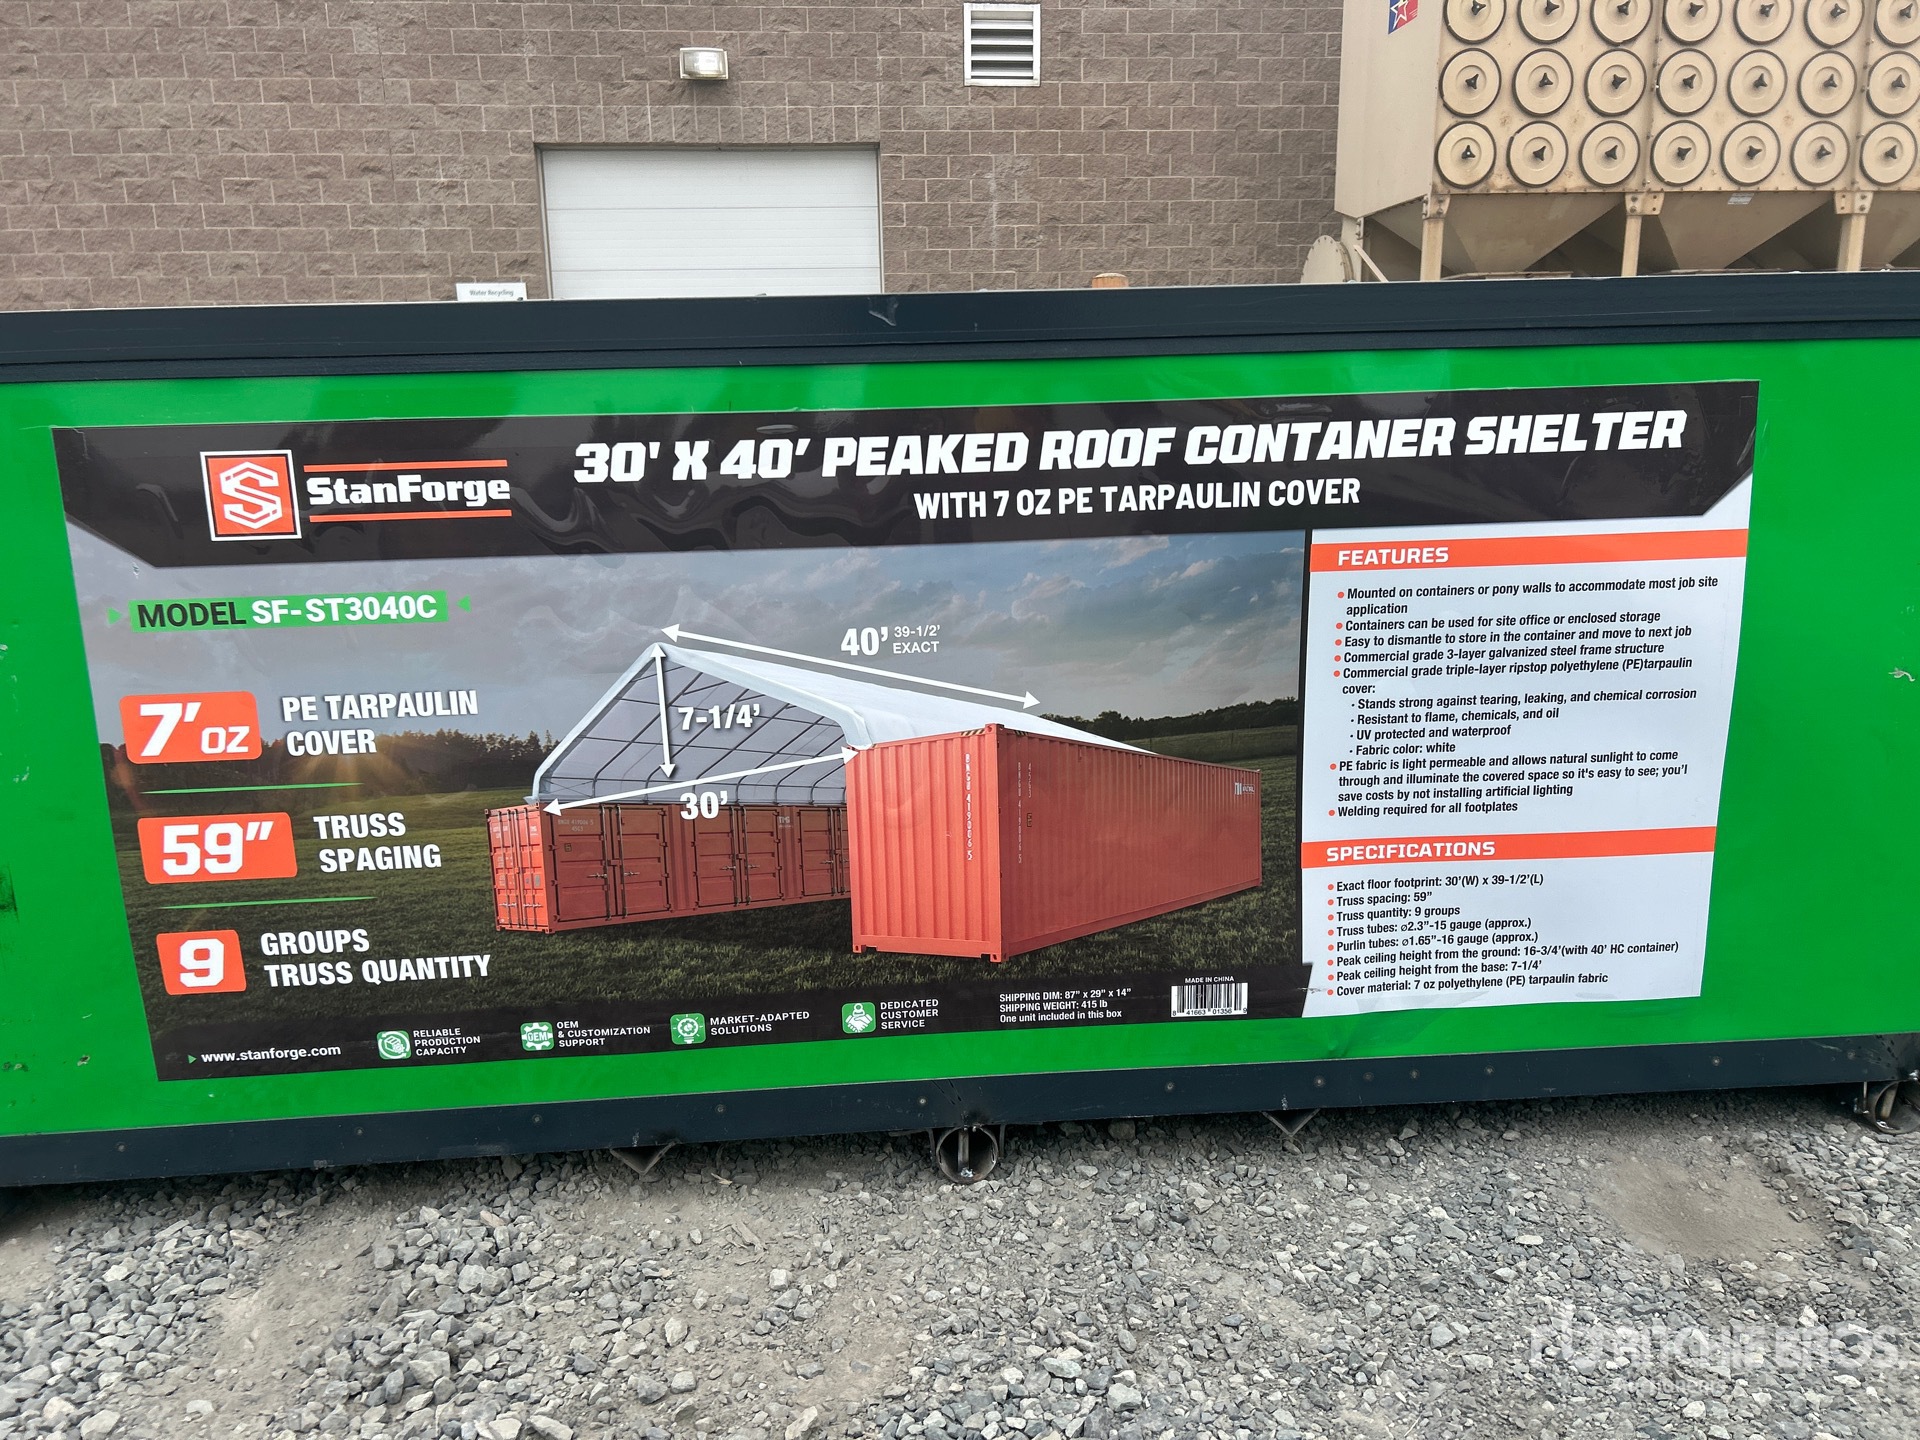 Water Recycling
StanForge
30' X 40' PEAKED ROOF CONTANER SHELTER
WITH 7 OZ PE TARPAULIN COVER
MODEL SF-ST3040C
7' OZ
PE TARPAULIN
COVER
59"
TRUSS
SPAGING
9
GROUPS
TRUSS QUANTITY
40' 39-1/2'
EXACT
7-1/4'
30'
FEATURES
Mounted on containers or pony walls to accommodate most job site
application
Containers can be used for site office or enclosed storage
Easy to dismantle to store in the container and move to next job
Commercial grade 3-layer galvanized steel frame structure
Commercial grade triple-layer ripstop polyethylene (PE)tarpaulin
cover:
· Stands strong against tearing, leaking, and chemical corrosion
· Resistant to flame, chemicals, and oil
· UV protected and waterproof
· Fabric color: white
PE fabric is light permeable and allows natural sunlight to come
through and illuminate the covered space so it's easy to see; you'l
save costs by not installing artificial lighting
Welding required for all footplates
SPECIFICATIONS
Exact floor footprint: 30'(W) x 39-1/2'(L)
Truss spacing: 59"
Truss quantity: 9 groups
Truss tubes: ⌀2.3"-15 gauge (approx.)
Purlin tubes: ⌀1.65"-16 gauge (approx.)
Peak ceiling height from the ground: 16-3/4'(with 40' HC container)
Peak ceiling height from the base: 7-1/4'
Cover material: 7 oz polyethylene (PE) tarpaulin fabric
www.stanforge.com
RELIABLE
PRODUCTION
CAPACITY
OEM
OEM
& CUSTOMIZATION
SUPPORT
MARKET-ADAPTED
SOLUTIONS
DEDICATED
CUSTOMER
SERVICE
SHIPPING DIM: 87" x 29" x 14"
SHIPPING WEIGHT: 415 lb
One unit included in this box
MADE IN CHINA
8 41663 01356 9
RITCHIE BROS.